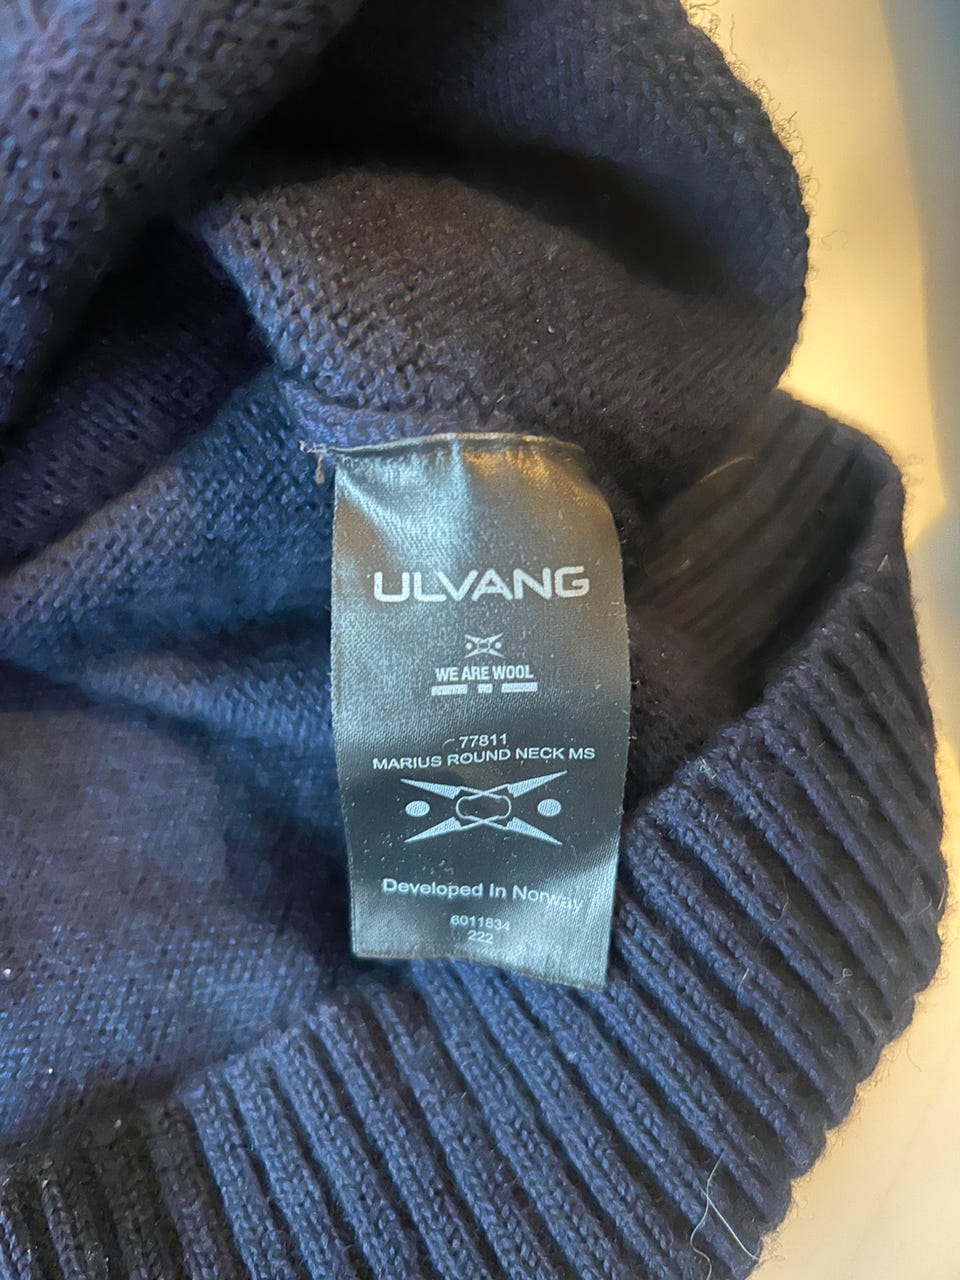 ULVANG
WE ARE WOOL
77811
MARIUS ROUND NECK MS
Developed In Norway
6011834
222